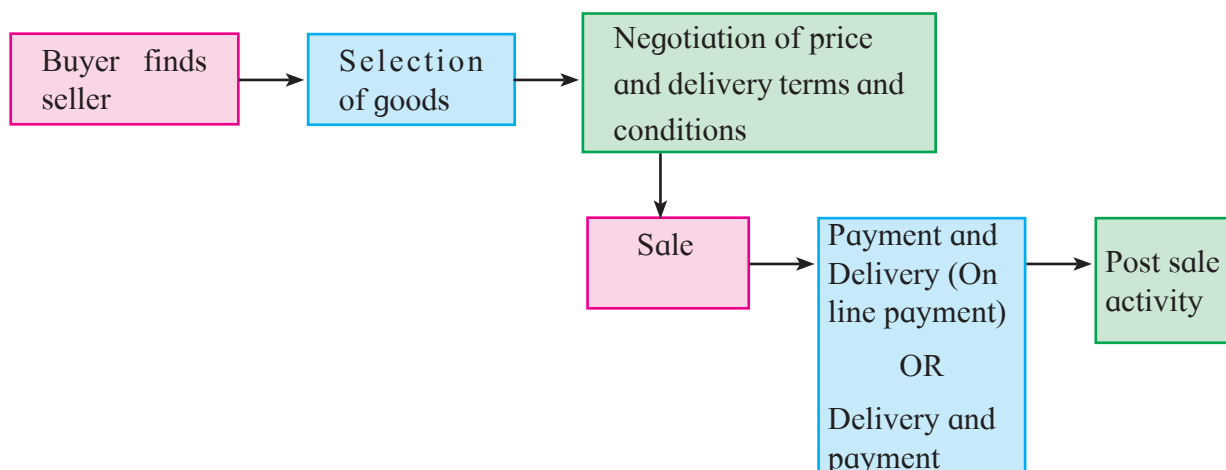 Buyer finds
seller
Selection
of goods
Negotiation of price
and delivery terms and
conditions
Sale
Payment and
Delivery (On
line payment)
OR
Delivery and
payment
Post sale
activity